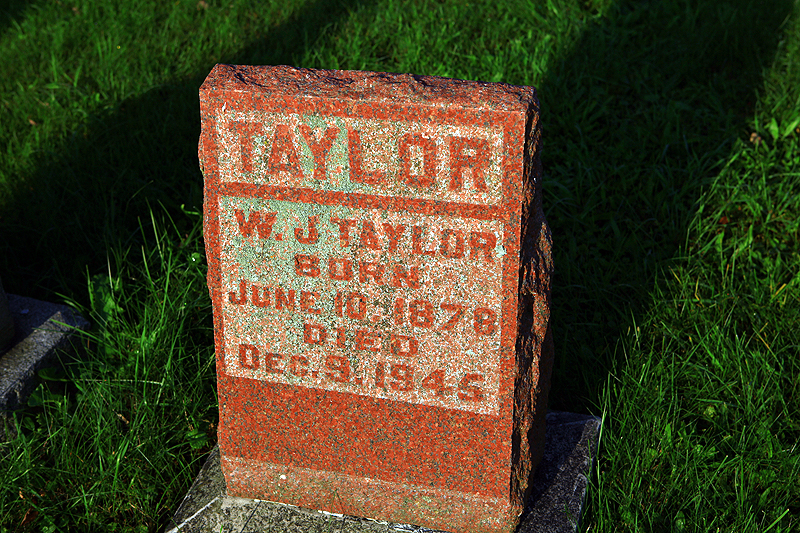 TAYLOR
W. J TAYLOR
BORN
JUNE 10, 1878
DIED
DEC. 9. 1945